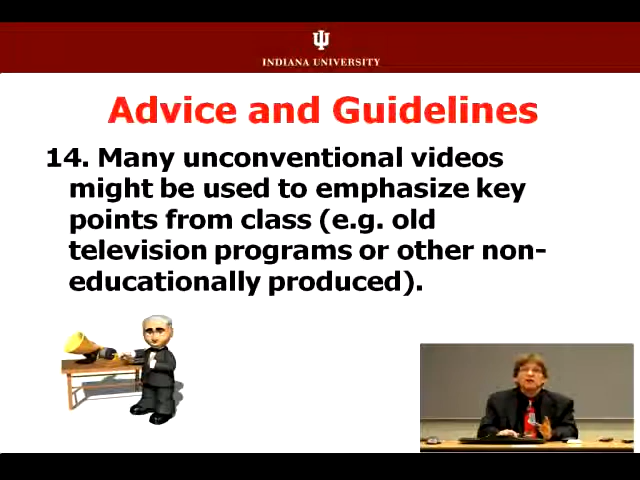 INDIANA UNIVERSITY
Advice and Guidelines
14. Many unconventional videos
might be used to emphasize key
points from class (e.g. old
television programs or other non-
educationally produced).